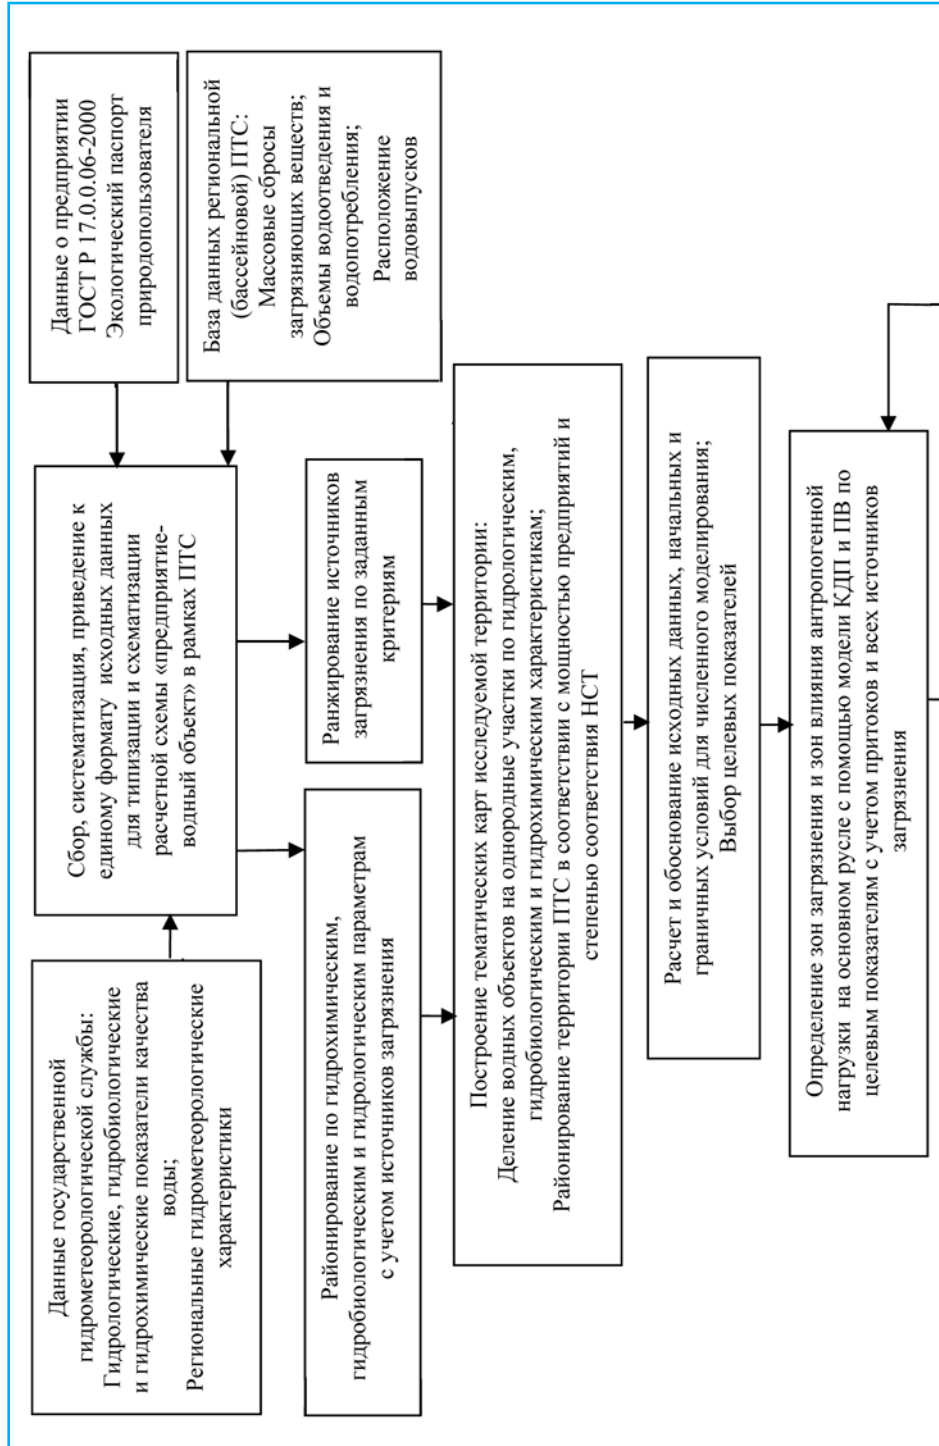 Данные государственной
гидрометеорологической службы:
Гидрологические, гидробиологические
и гидрохимические показатели качества
воды;
Региональные гидрометеорологические
характеристики
Сбор, систематизация, приведение к
единому формату исходных данных
для типизации и схематизации
расчетной схемы «предприятие-
водный объект» в рамках ПТС
Данные о предприятии
ГОСТ Р 17.0.0.06-2000
Экологический паспорт
природопользователя
База данных региональной
(бассейновой) ПТС:
Массовые сбросы
загрязняющих веществ;
Объемы водоотведения и
водопотребления;
Расположение
водовыпусков
Районирование по гидрохимическим,
гидробиологическим и гидрологическим параметрам
с учетом источников загрязнения
Ранжирование источников
загрязнения по заданным
критериям
Построение тематических карт исследуемой территории:
Деление водных объектов на однородные участки по гидрологическим,
гидробиологическим и гидрохимическим характеристикам;
Районирование территории ПТС в соответствии с мощностью предприятий и
степенью соответствия НСТ
Расчет и обоснование исходных данных, начальных и
граничных условий для численного моделирования;
Выбор целевых показателей
Определение зон загрязнения и зон влияния антропогенной
нагрузки на основном русле с помощью модели КДП и ПВ по
целевым показателям с учетом притоков и всех источников
загрязнения